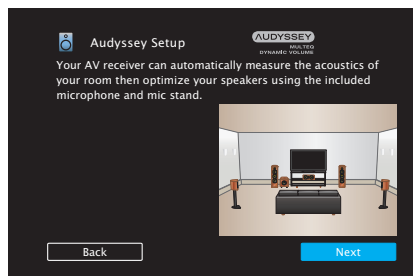 Audyssey Setup
AUDYSSEY
MULTEQ
DYNAMIC VOLUME
Your AV receiver can automatically measure the acoustics of
your room then optimize your speakers using the included
microphone and mic stand.
Back
Next